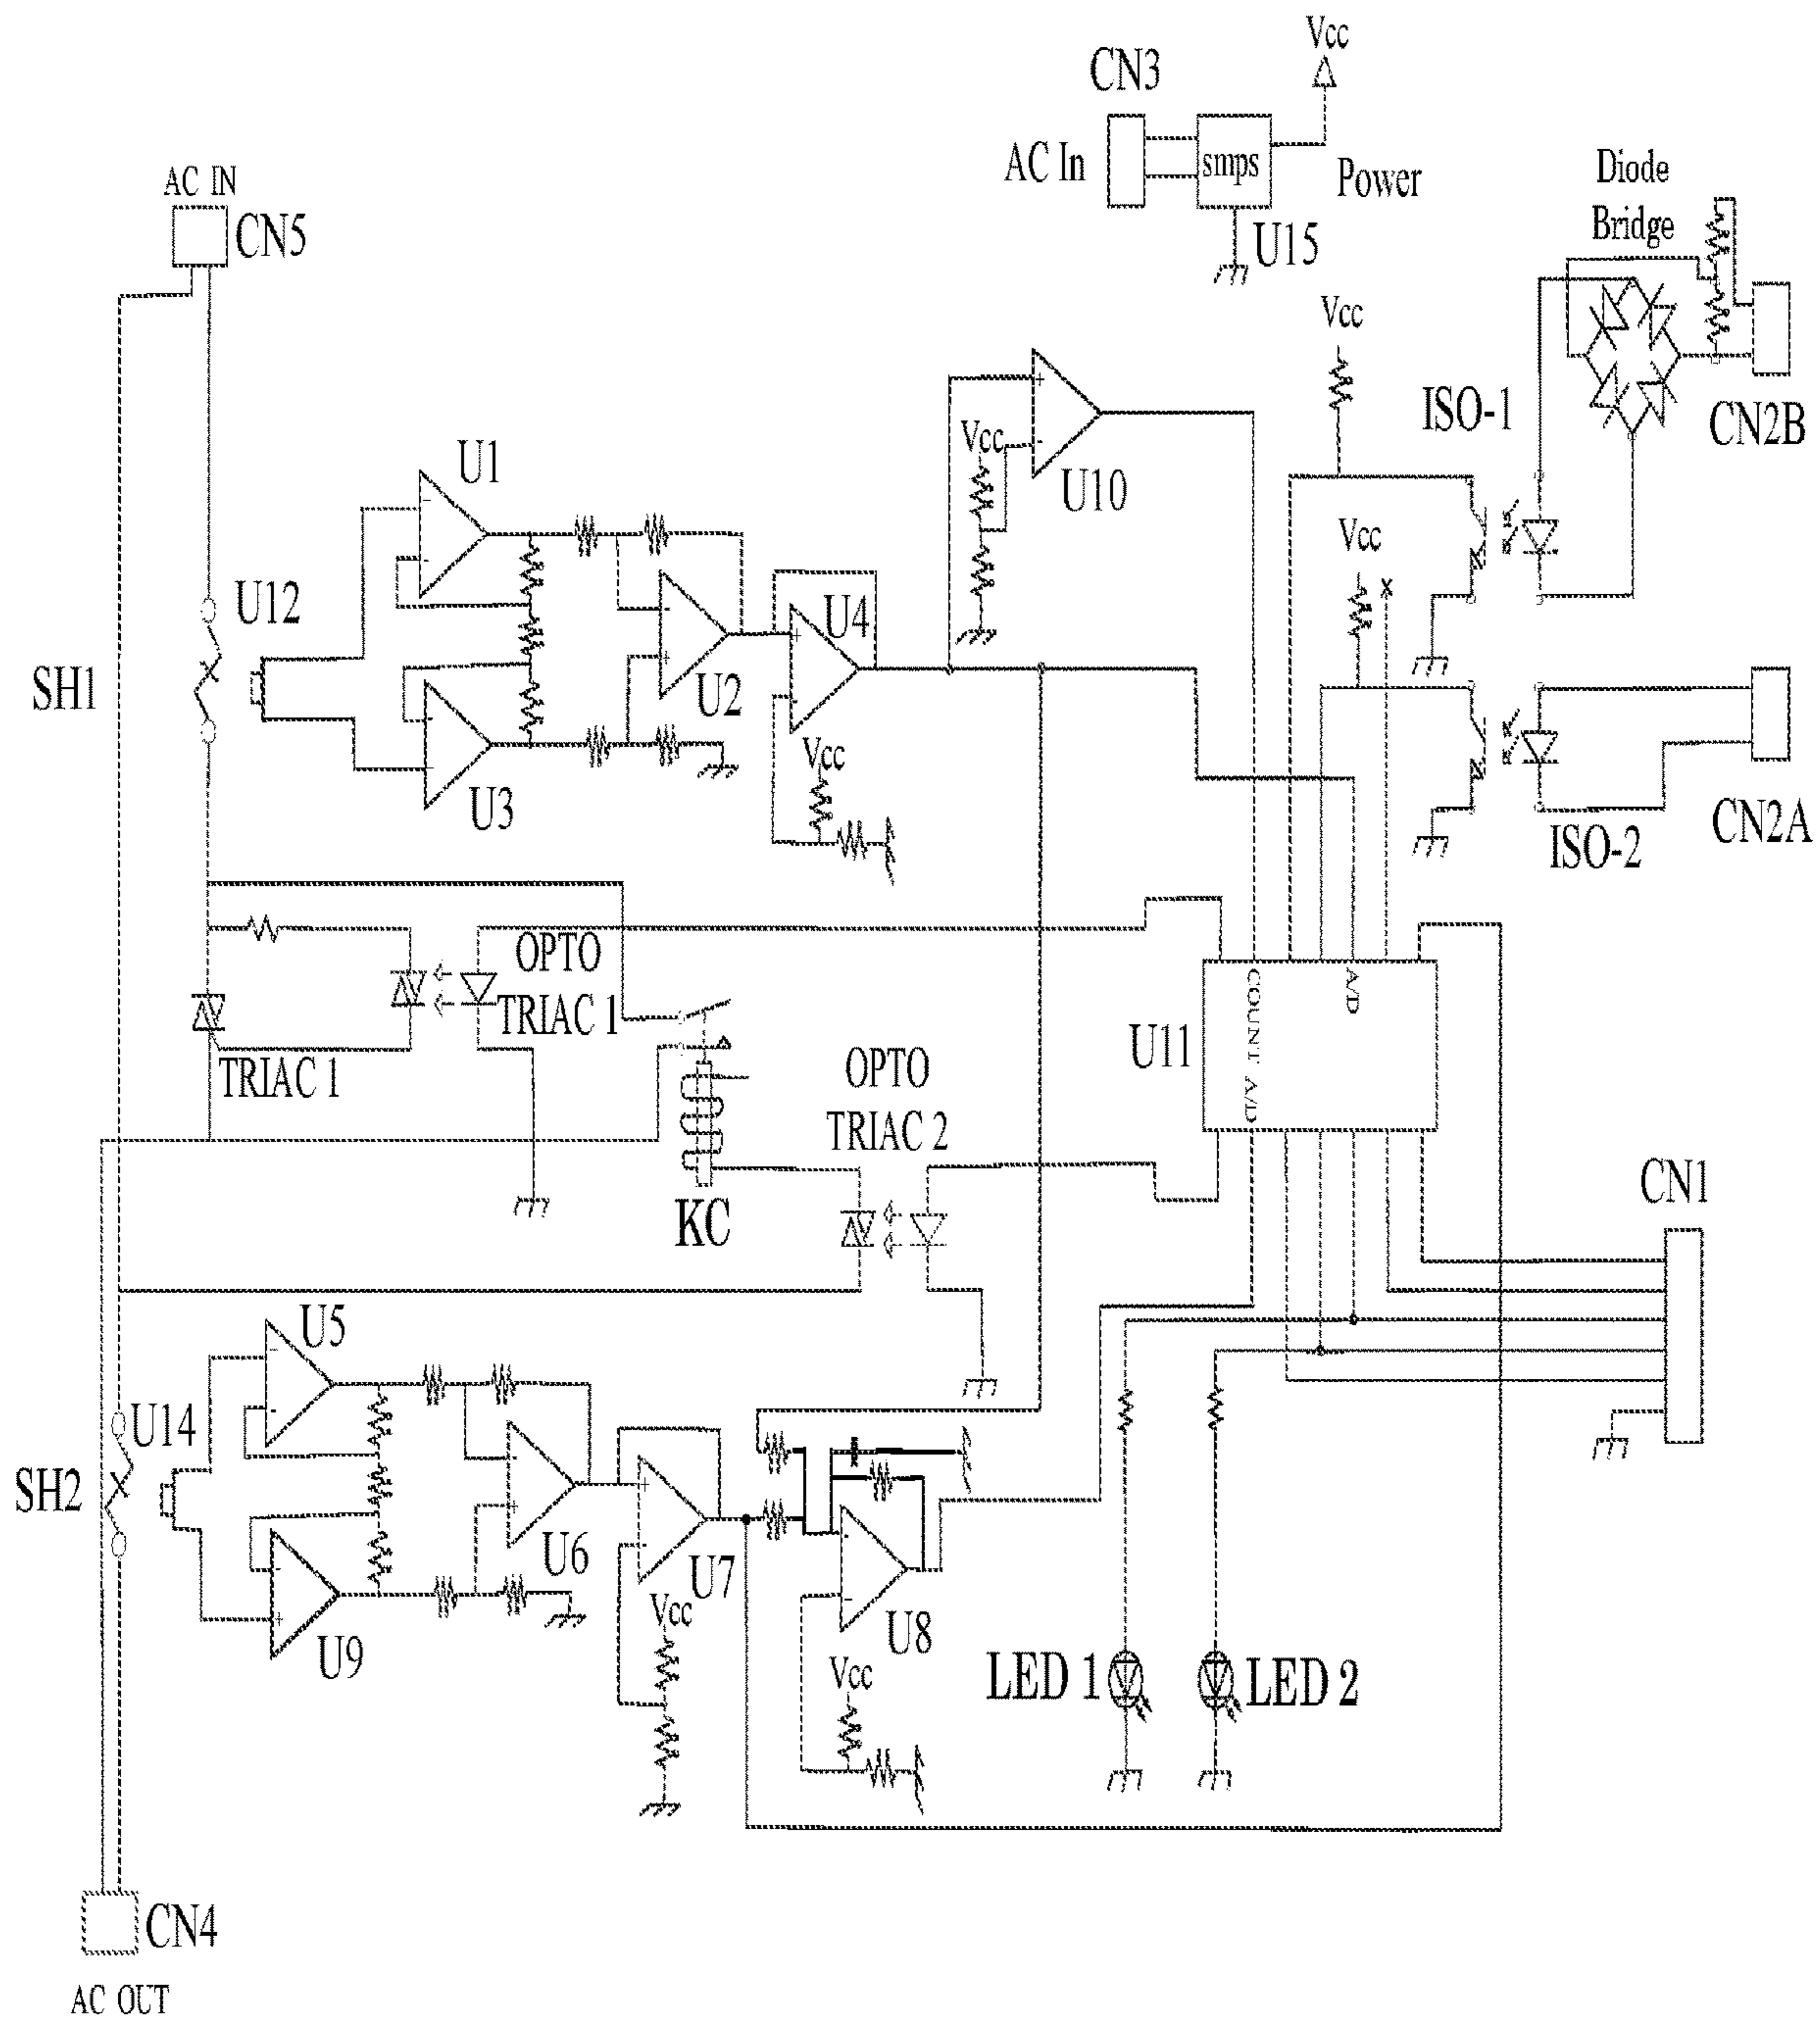 Vcc
CN3
AC In
smps
Power
U15
AC IN
CN5
Diode
Bridge
Vcc
ISO-1
CN2B
U1
Vcc
U10
Vcc
U12
U4
SH1
U2
U3
Vcc
ISO-2
CN2A
OPTO
TRIAC 1
TRIAC 1
COUNT
A/D
A/D
U11
OPTO
TRIAC 2
KC
CN1
U5
U14
SH2
U6
U7
U9
Vcc
U8
Vcc
LED 1
LED 2
CN4
AC OUT